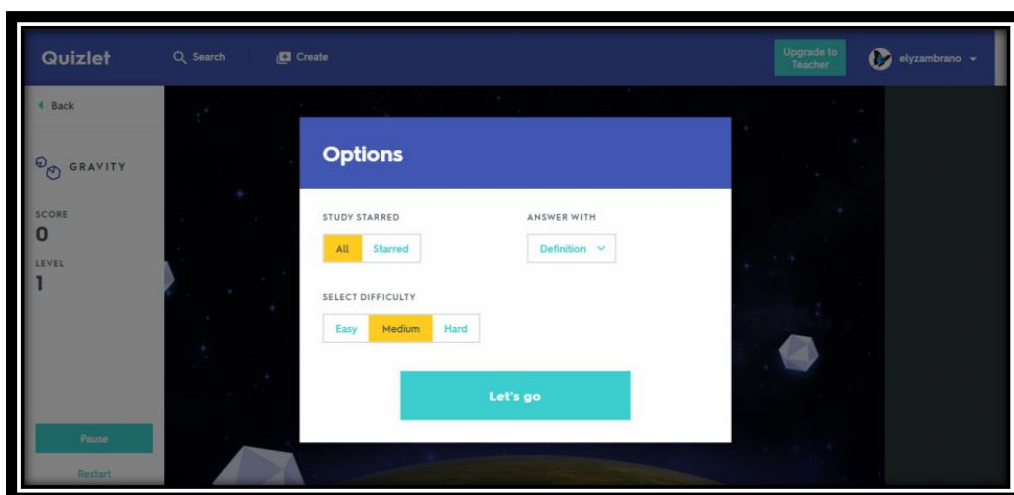 Quizlet
Search
Create
Upgrade to
Teacher
elyzambrano
Back
GRAVITY
SCORE
0
LEVEL
1
Pause
Restart
Options
STUDY STARRED
All
Starred
ANSWER WITH
Definition
SELECT DIFFICULTY
Easy
Medium
Hard
Let's go